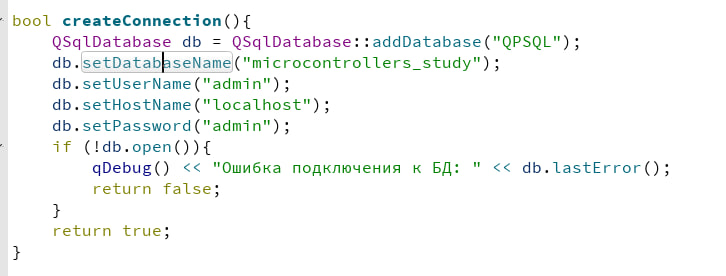 bool createConnection(){
    QSqlDatabase db = QSqlDatabase::addDatabase("QPSQL");
    db.setDatabaseName("microcontrollers_study");
    db.setUserName("admin");
    db.setHostName("localhost");
    db.setPassword("admin");
    if (!db.open()){
        qDebug() << "Ошибка подключения к БД: " << db.lastError();
        return false;
    }
    return true;
}